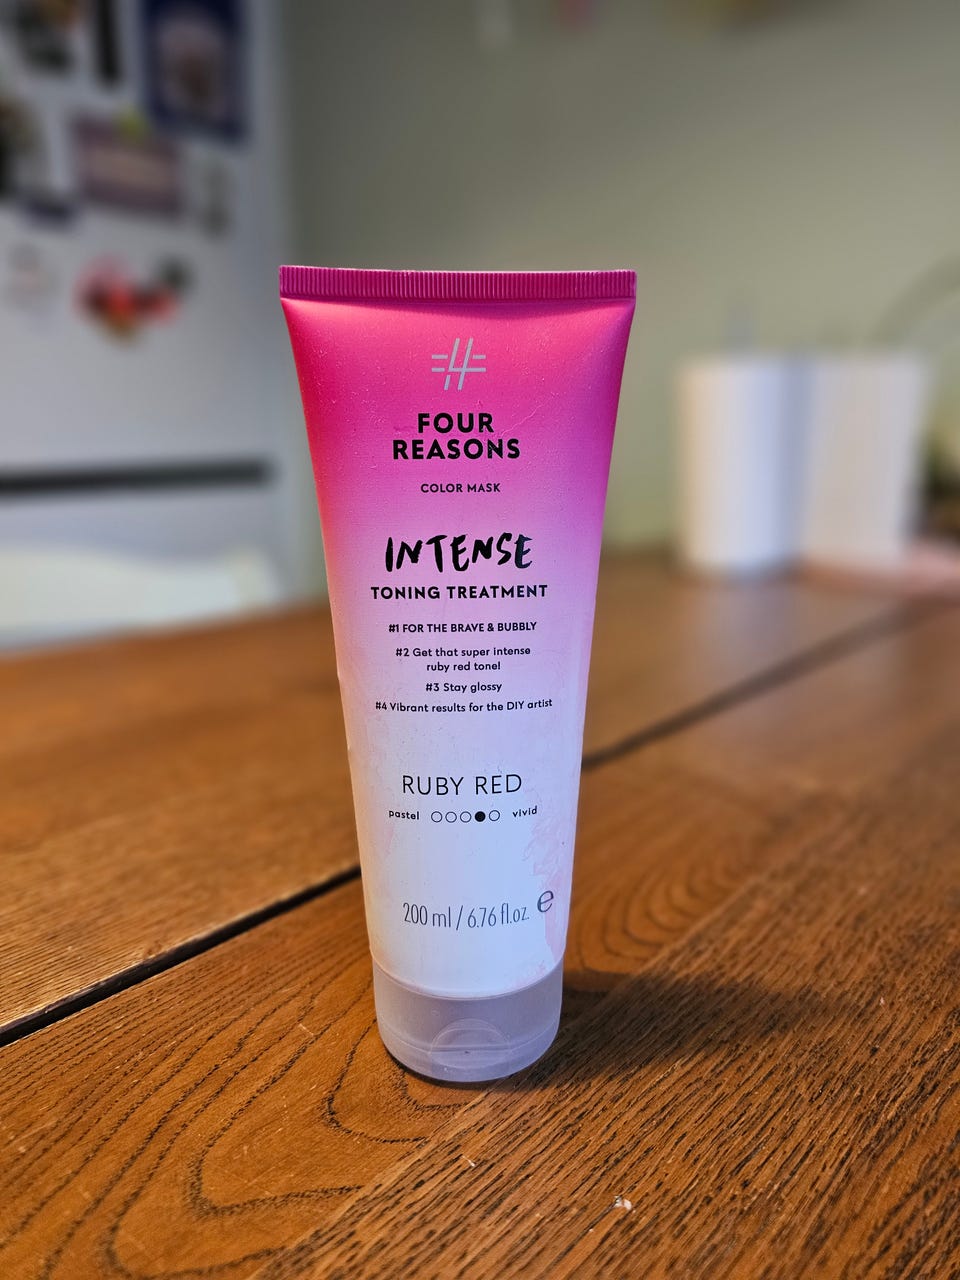 FOUR
REASONS
COLOR MASK
INTENSE
TONING TREATMENT
#1 FOR THE BRAVE & BUBBLY
#2 Get that super intense
ruby red tone!
#3 Stay glossy
#4 Vibrant results for the DIY artist
RUBY RED
pastel vivid
200 ml / 6.76 fl.oz. ℮